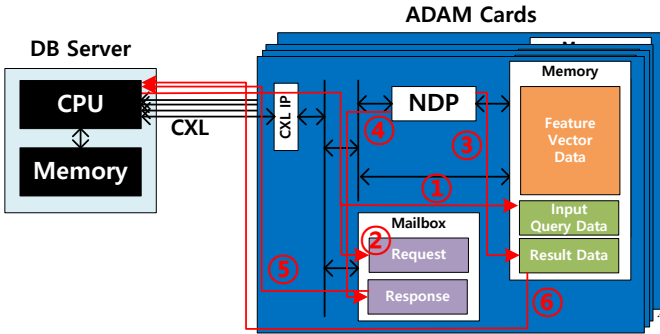 ADAM Cards
DB Server
CPU
Memory
CXL
CXL IP
NDP
Memory
Feature
Vector
Data
Input
Query Data
Result Data
Mailbox
Request
Response
①
②
③
④
⑤
⑥